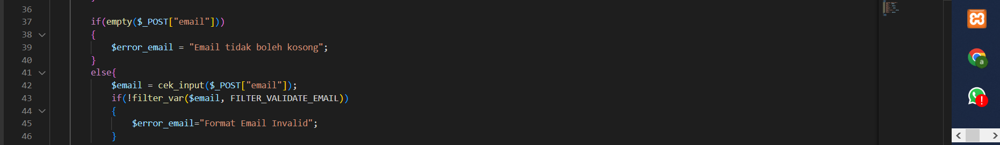 36
37 if(empty($_POST["email"]))
38 {
39 $error_email = "Email tidak boleh kosong";
40 }
41 else{
42 $email = cek_input($_POST["email"]);
43 if(!filter_var($email, FILTER_VALIDATE_EMAIL))
44 {
45 $error_email="Format Email Invalid";
46 }
a
!